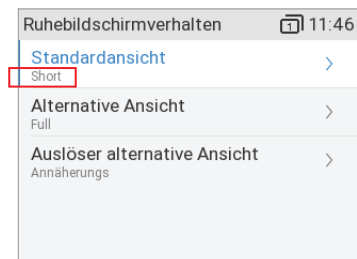 Ruhebildschirmverhalten 1 11:46
Standardansicht
Short
Alternative Ansicht
Full
Auslöser alternative Ansicht
Annäherungs